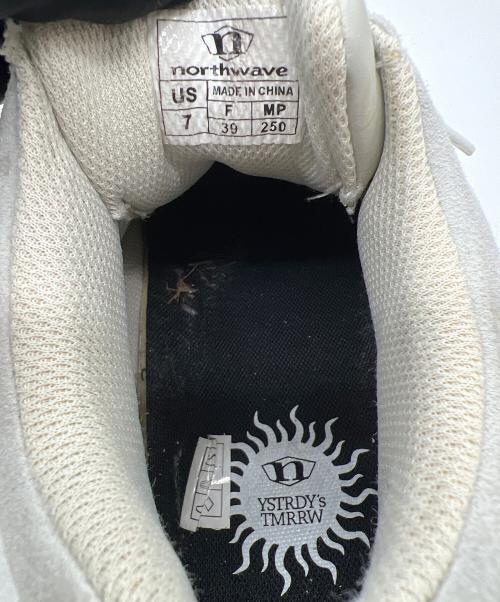 n
northwave
US MADE IN CHINA
F MP
7 39 250
n
YSTRDY's
TMRRW